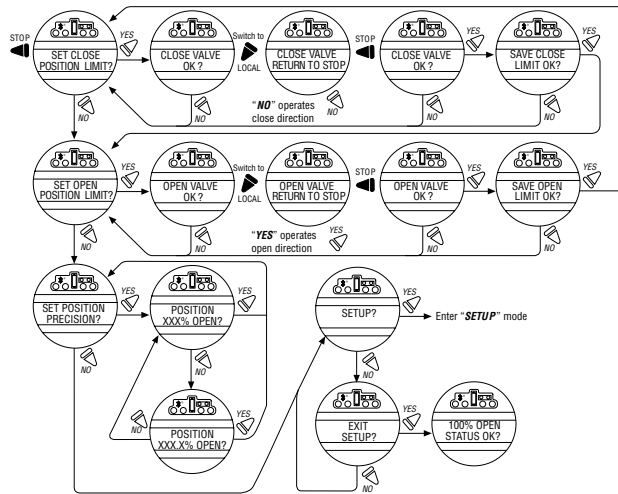 STOP
SET CLOSE
POSITION LIMIT?
YES
NO
CLOSE VALVE
OK ?
NO
Switch to
LOCAL
CLOSE VALVE
RETURN TO STOP
NO
"NO" operates
close direction
STOP
CLOSE VALVE
OK ?
YES
NO
SAVE CLOSE
LIMIT OK?
YES
NO
SET OPEN
POSITION LIMIT?
YES
NO
OPEN VALVE
OK ?
NO
Switch to
LOCAL
OPEN VALVE
RETURN TO STOP
YES
"YES" operates
open direction
STOP
OPEN VALVE
OK ?
YES
NO
SAVE OPEN
LIMIT OK?
YES
NO
SET POSITION
PRECISION?
YES
NO
POSITION
XXX% OPEN?
YES
NO
POSITION
XXX.X% OPEN?
YES
NO
SETUP?
YES
NO
Enter "SETUP" mode
EXIT
SETUP?
YES
NO
100% OPEN
STATUS OK?